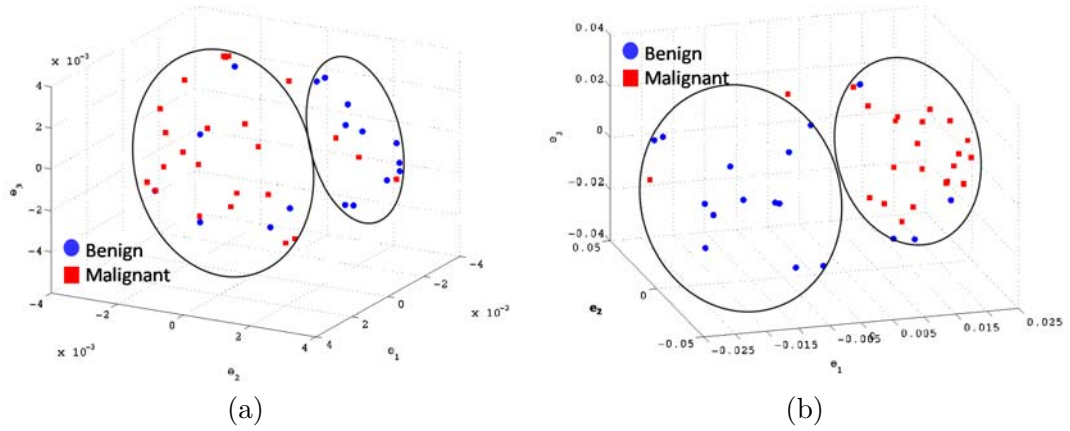 x 10⁻³
4
2
0
-2
-4
e₃
Benign
Malignant
-4
-2
0
2
4
x 10⁻³
e₂
4
2
0
-2
-4
x 10⁻³
e₁
(a)
0.04
0.02
0
-0.02
-0.04
e₃
Benign
Malignant
0.05
0
-0.05
e₂
-0.025
-0.015
-0.005
0.005
0.015
0.025
e₁
(b)